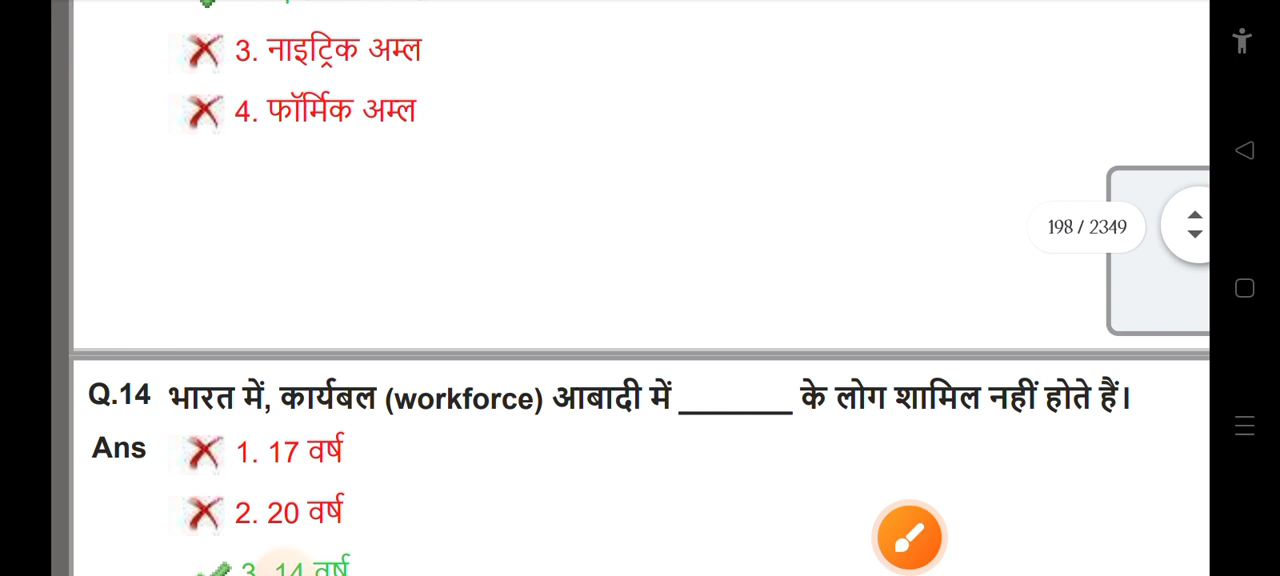 3. नाइट्रिक अम्ल
4. फॉर्मिक अम्ल
198 / 2349
Q.14 भारत में, कार्यबल (workforce) आबादी में _______ के लोग शामिल नहीं होते हैं।
Ans 1. 17 वर्ष
2. 20 वर्ष
3. 14 वर्ष